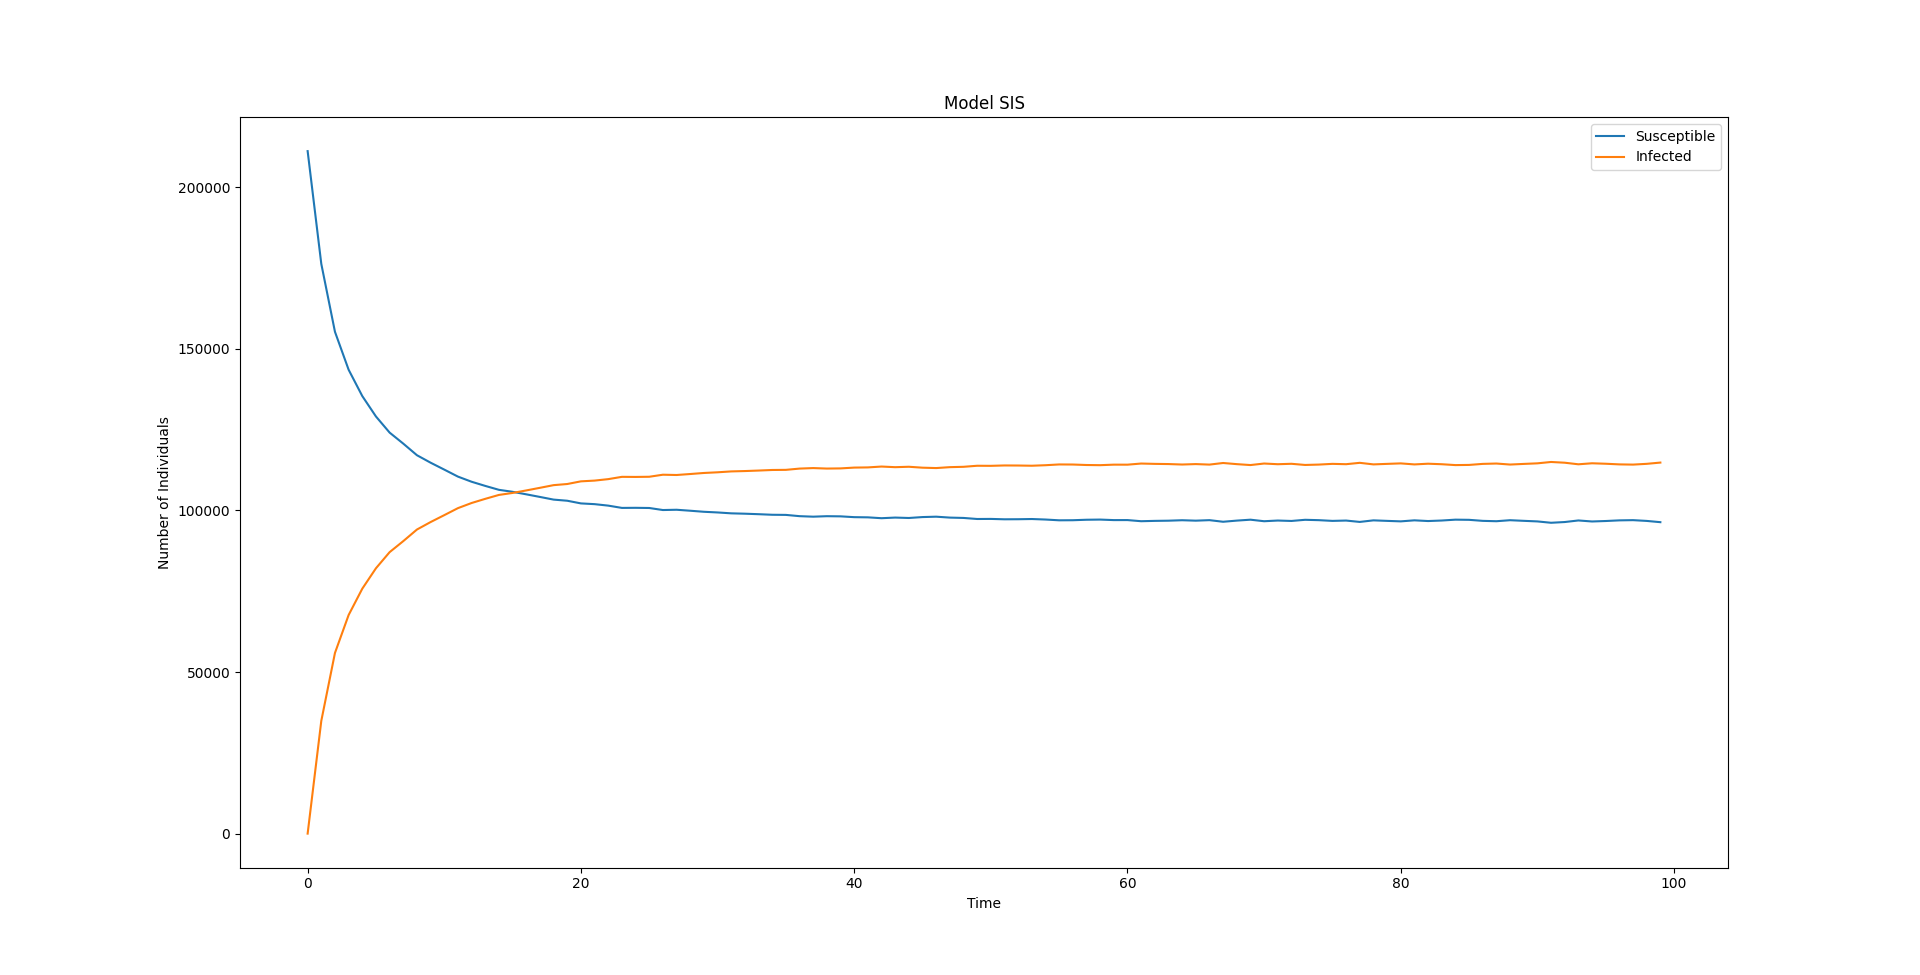 Model SIS
Susceptible
Infected
Number of Individuals
200000
150000
100000
50000
0
0 20 40 60 80 100
Time